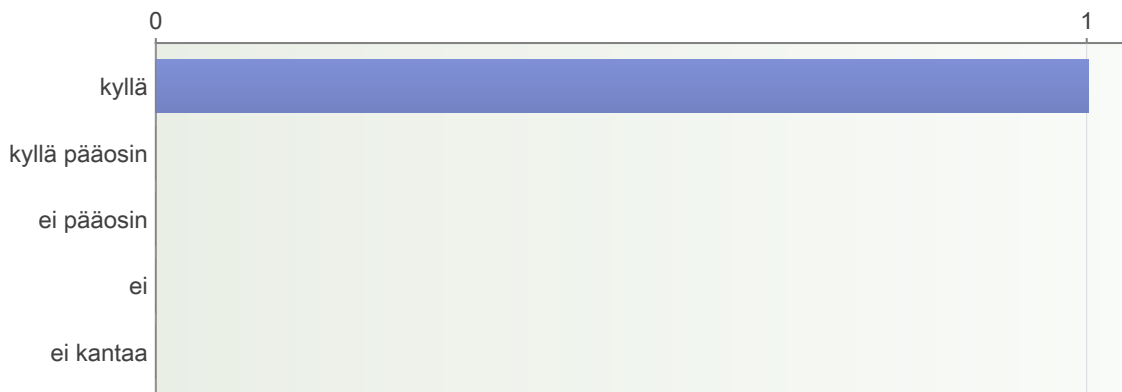 0 1
kyllä
kyllä pääosin
ei pääosin
ei
ei kantaa